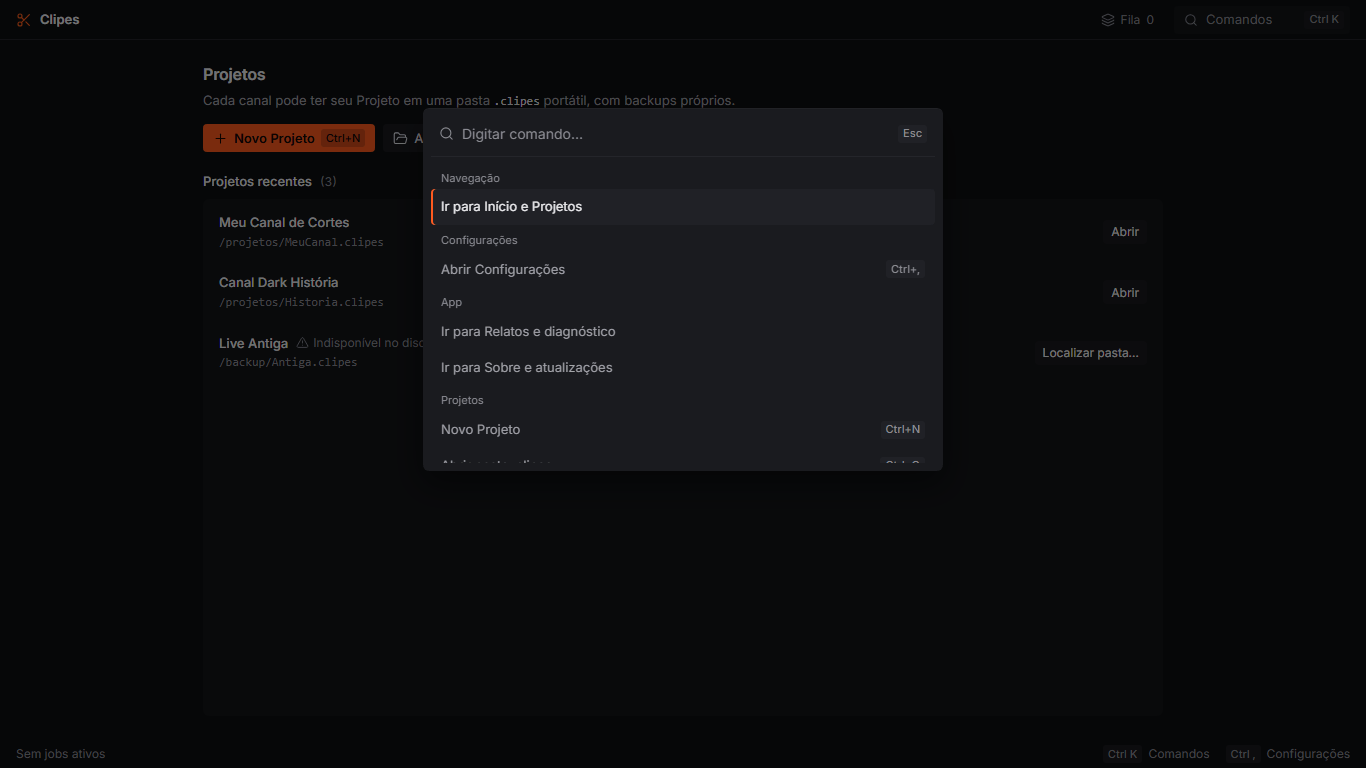 Clipes
Fila 0
Comandos Ctrl K
Projetos
Cada canal pode ter seu Projeto em uma pasta .clipes portátil, com backups próprios.
+ Novo Projeto Ctrl+N
Digitar comando... Esc
Projetos recentes (3)
Navegação
Ir para Início e Projetos
Meu Canal de Cortes
/projetos/MeuCanal.clipes
Abrir
Configurações
Abrir Configurações Ctrl+,
Canal Dark História
/projetos/Historia.clipes
Abrir
App
Ir para Relatos e diagnóstico
Live Antiga Indisponível no
/backup/Antiga.clipes
Localizar pasta...
Ir para Sobre e atualizações
Projetos
Novo Projeto Ctrl+N
Sem jobs ativos
Ctrl K Comandos Ctrl , Configurações